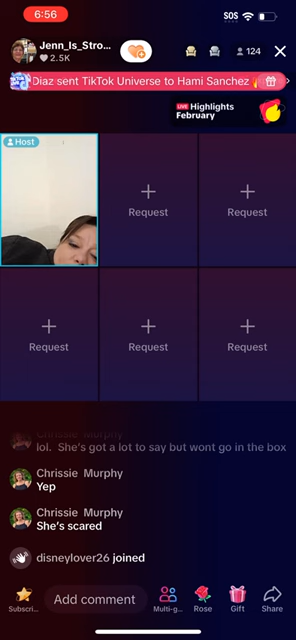 6:56
SOS
Jenn_Is_Stro...
2.5K
124
Diaz sent TikTok Universe to Hami Sanchez
LIVE Highlights
February
Host
Request
Request
Request
Request
Request
Chrissie Murphy
lol. She's got a lot to say but wont go in the box
Chrissie Murphy
Yep
Chrissie Murphy
She's scared
disneylover26 joined
Subscri...
Add comment
Multi-g...
Rose
Gift
Share